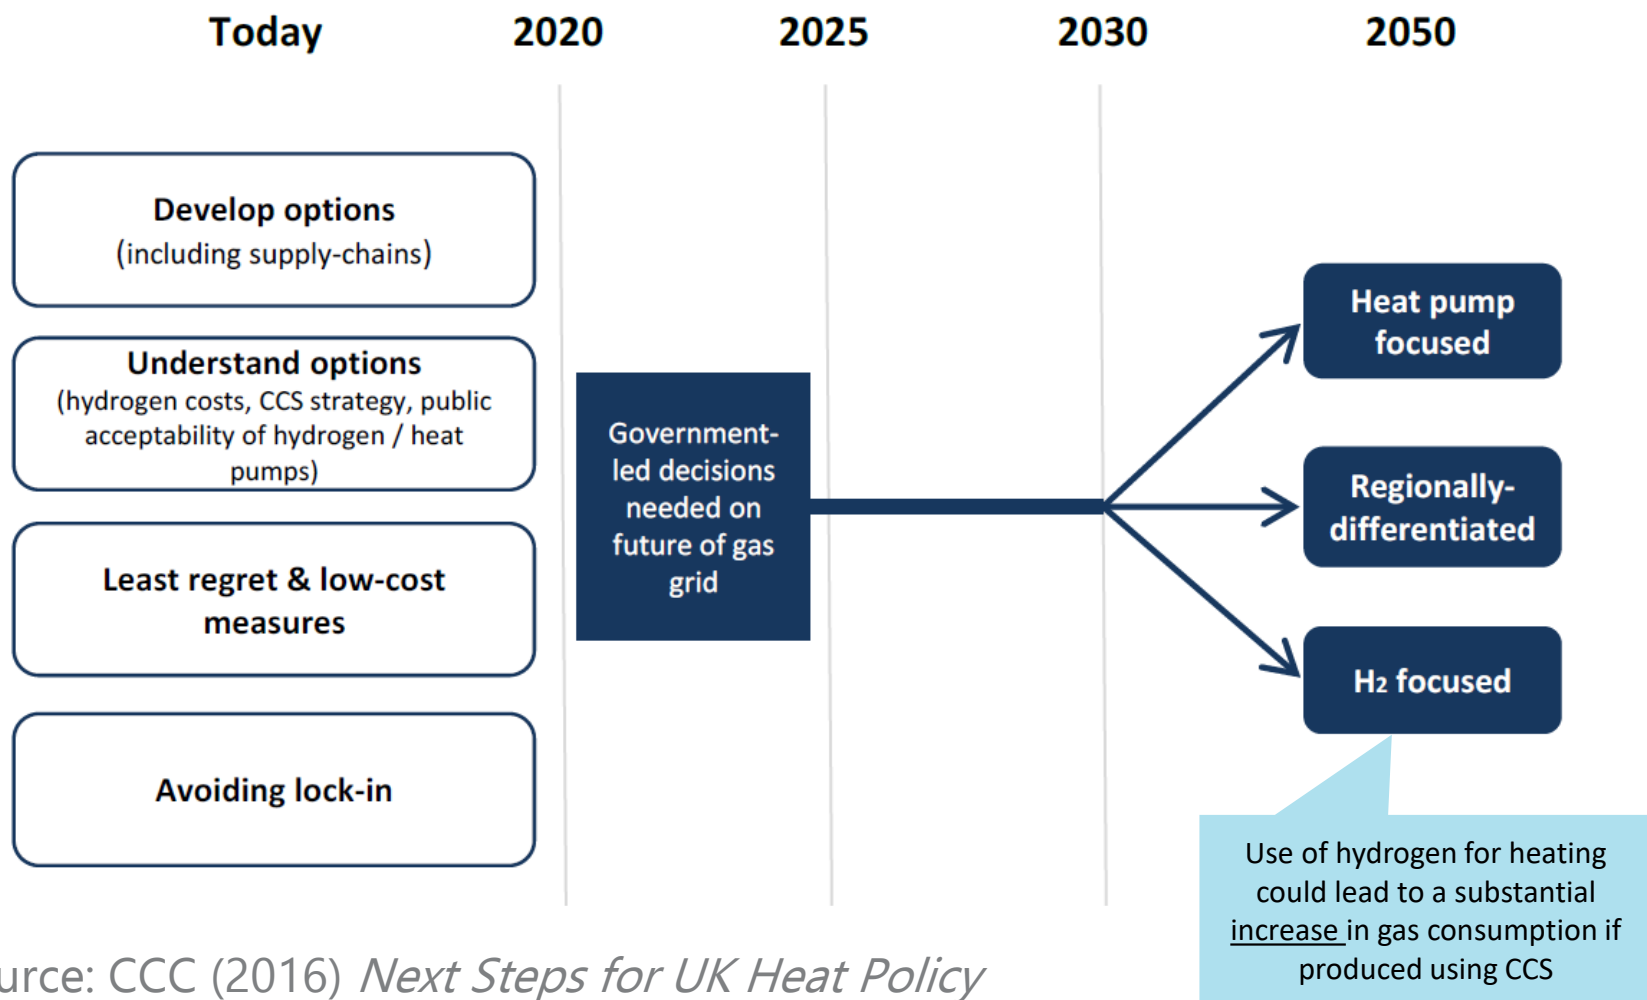 Today 2020 2025 2030 2050
Develop options
(including supply-chains)
Understand options
(hydrogen costs, CCS strategy, public
acceptability of hydrogen / heat
pumps)
Least regret & low-cost
measures
Avoiding lock-in
Government-
led decisions
needed on
future of gas
grid
Heat pump
focused
Regionally-
differentiated
H2 focused
Use of hydrogen for heating
could lead to a substantial
increase in gas consumption if
produced using CCS
urce: CCC (2016) Next Steps for UK Heat Policy